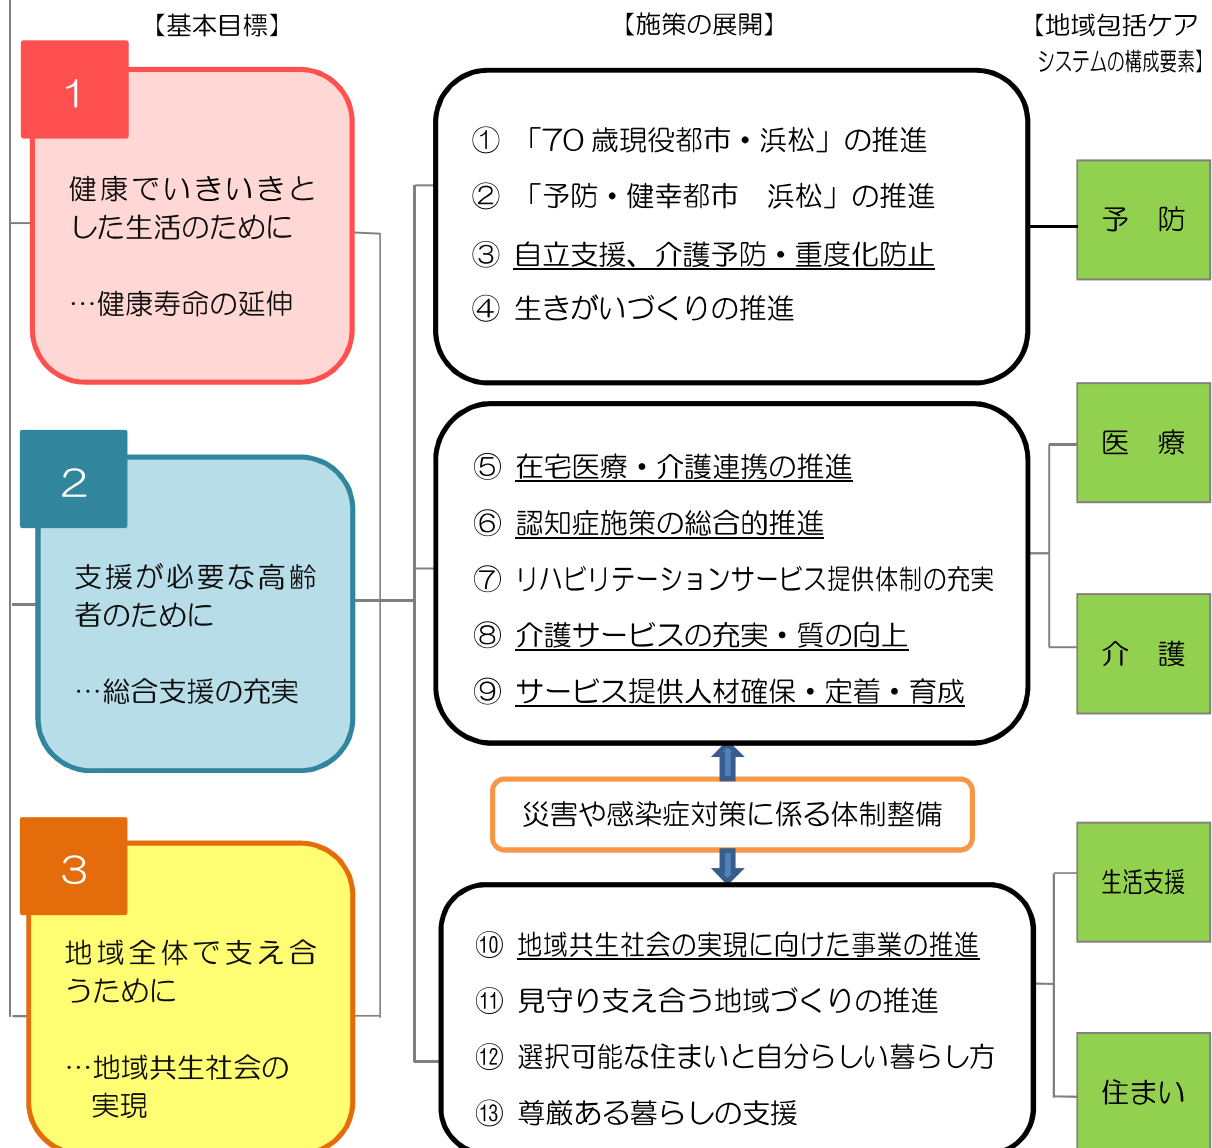 【基本目標】
【施策の展開】
【地域包括ケア
システムの構成要素】
1
健康でいきいきと
した生活のために
…健康寿命の延伸
2
支援が必要な高齢
者のために
…総合支援の充実
3
地域全体で支え合
うために
…地域共生社会の
実現
① 「70歳現役都市・浜松」の推進
② 「予防・健幸都市　浜松」の推進
③ 自立支援、介護予防・重度化防止
④ 生きがいづくりの推進
⑤ 在宅医療・介護連携の推進
⑥ 認知症施策の総合的推進
⑦ リハビリテーションサービス提供体制の充実
⑧ 介護サービスの充実・質の向上
⑨ サービス提供人材確保・定着・育成
災害や感染症対策に係る体制整備
⑩ 地域共生社会の実現に向けた事業の推進
⑪ 見守り支え合う地域づくりの推進
⑫ 選択可能な住まいと自分らしい暮らし方
⑬ 尊厳ある暮らしの支援
予　防
医　療
介　護
生活支援
住まい